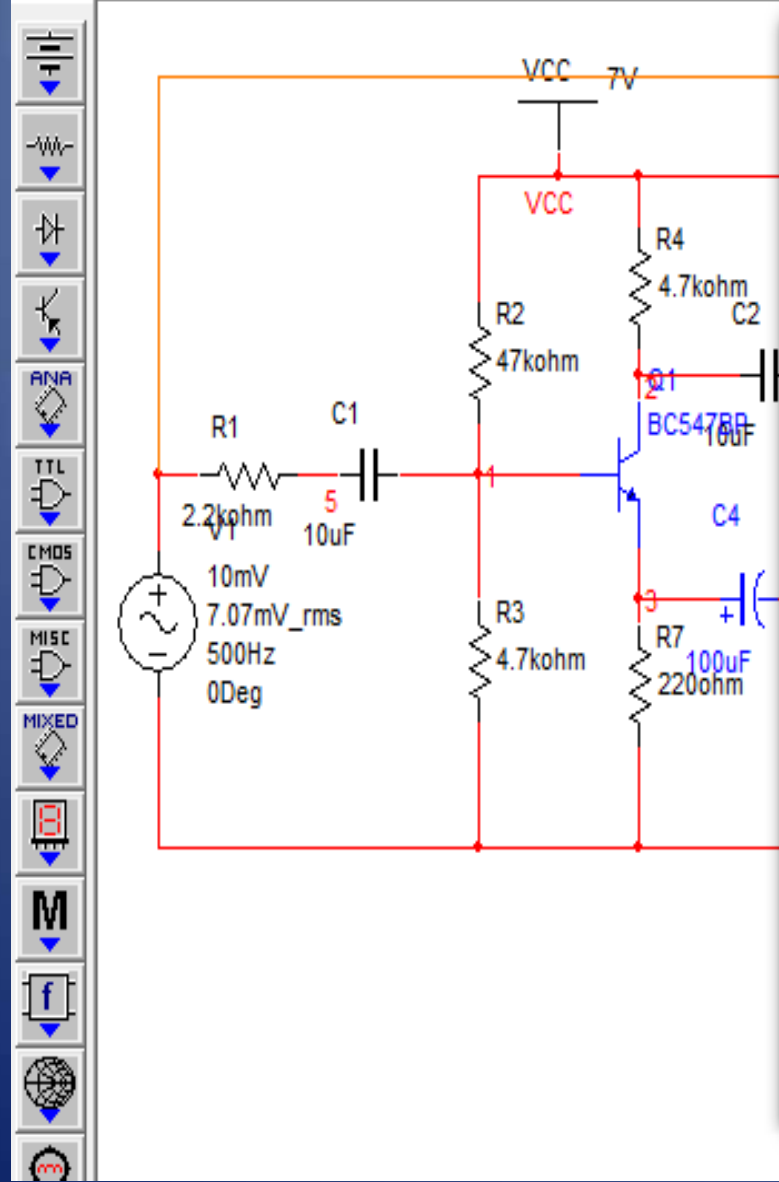 VCC 7V
VCC
R4
4.7kohm
R2
47kohm
C2
ANA
2
Q1
BC547BP
10uF
R1
C1
TTL
1
5
2.2kohm
10uF
V1
C4
CMOS
10mV
7.07mV_rms
500Hz
0Deg
3
+
R3
4.7kohm
R7
100uF
220ohm
MISC
MIXED
M
f